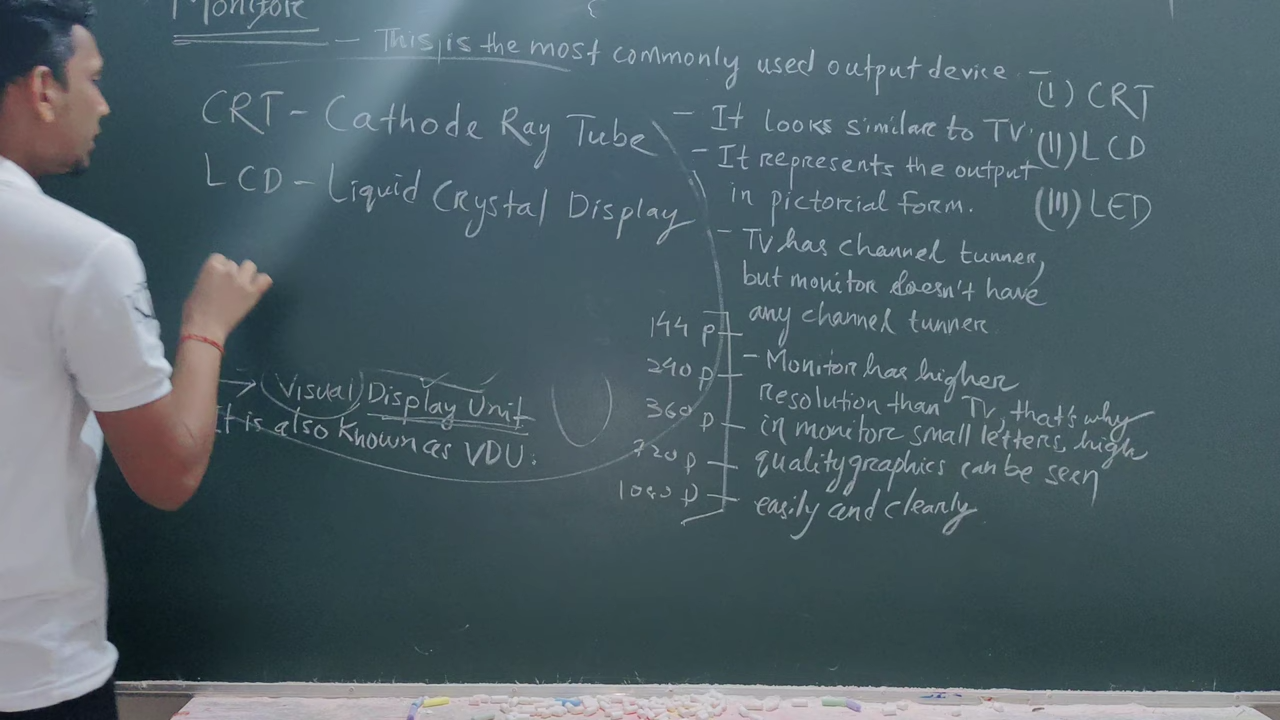 Monitor
- This is the most commonly used output device -
CRT - Cathode Ray Tube
LCD - Liquid Crystal Display
→ (Visual) Display Unit
It is also known as VDU.
- It looks similar to TV.
- It represents the output
in pictorial form.
- TV has channel tunner,
but monitor doesn't have
any channel tunner
- Monitor has higher
resolution than TV, that's why
in monitor small letters, high
quality graphics can be seen
easily and clearly
144 p
240 p
360 p
720 p
1080 p
(I) CRT
(II) LCD
(III) LED